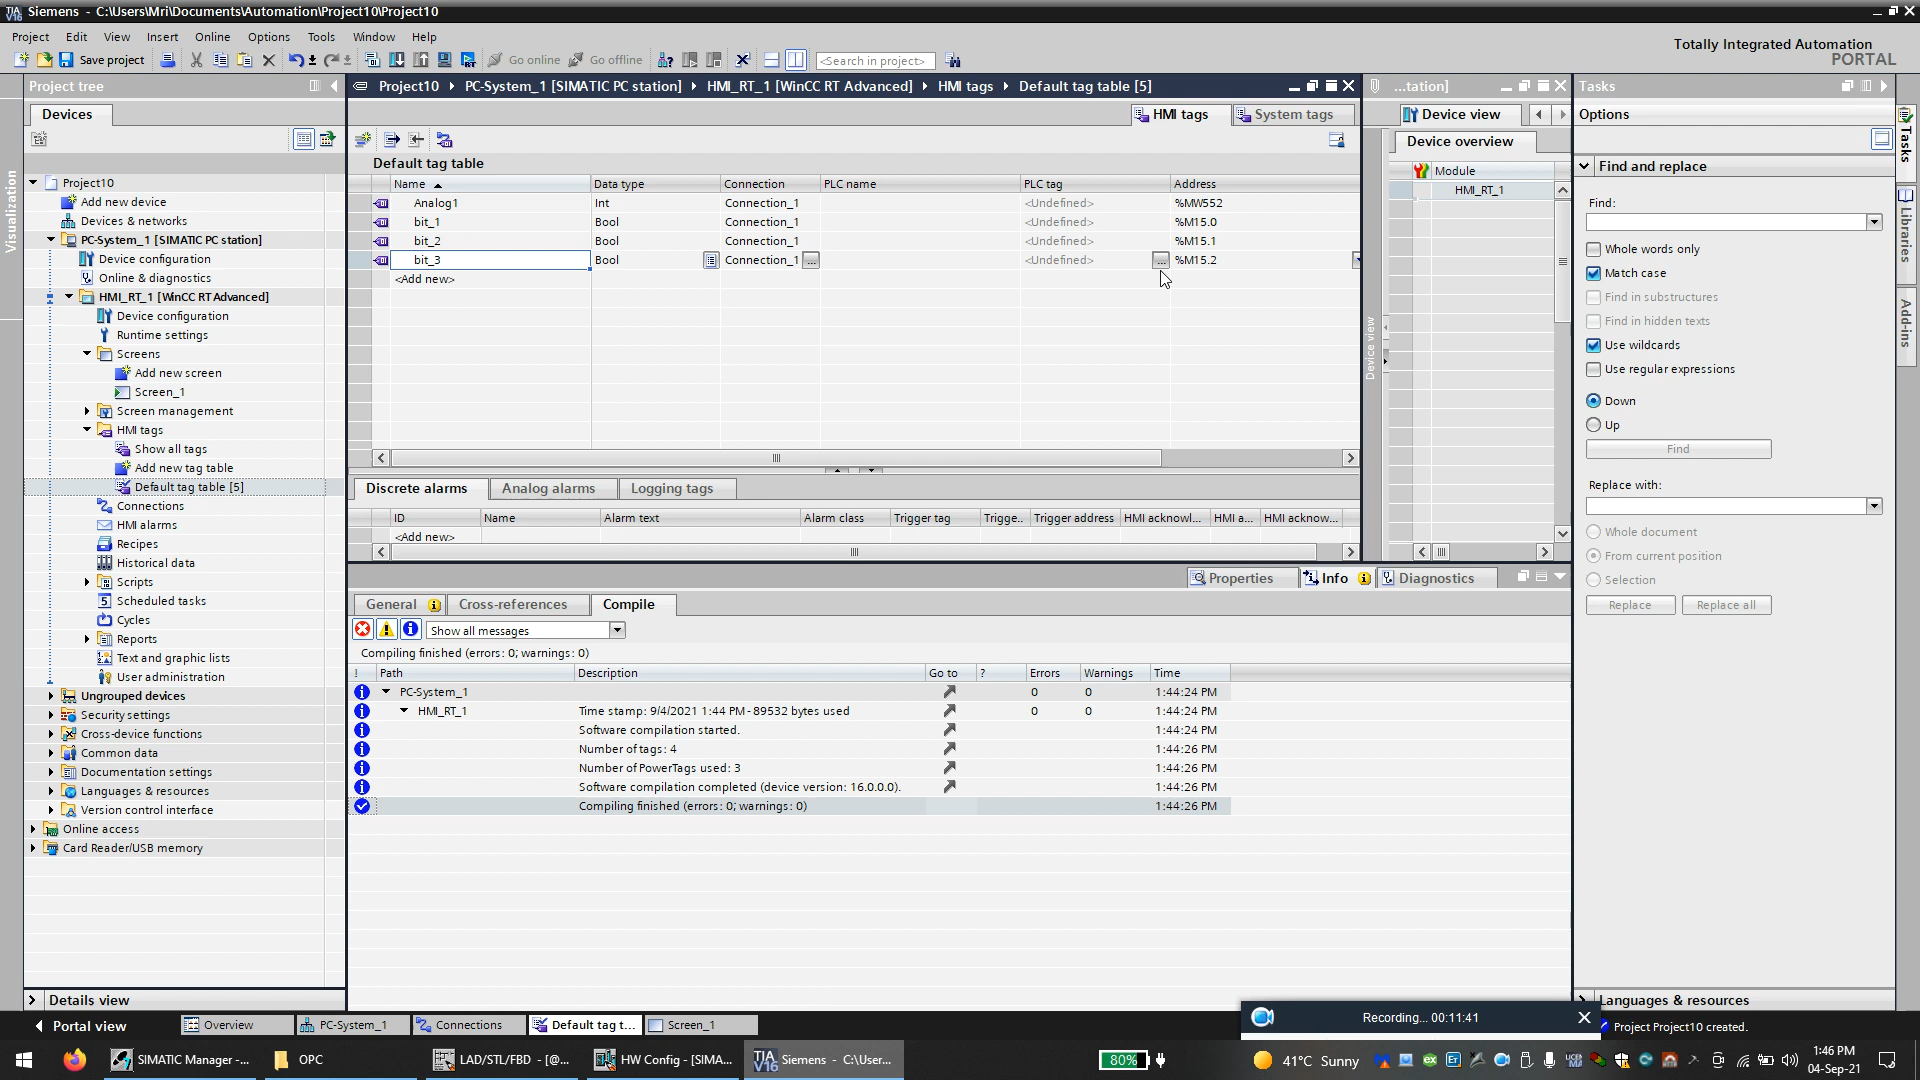 Siemens - C:\Users\Mri\Documents\Automation\Project10\Project10
Project Edit View Insert Online Options Tools Window Help
Totally Integrated Automation
PORTAL
Save project Go online Go offline <Search in project>
Project tree
Devices
Visualization
Project10
Add new device
Devices & networks
PC-System_1 [SIMATIC PC station]
Device configuration
Online & diagnostics
HMI_RT_1 [WinCC RT Advanced]
Device configuration
Runtime settings
Screens
Add new screen
Screen_1
Screen management
HMI tags
Show all tags
Add new tag table
Default tag table [5]
Connections
HMI alarms
Recipes
Historical data
Scripts
Scheduled tasks
Cycles
Reports
Text and graphic lists
User administration
Ungrouped devices
Security settings
Cross-device functions
Common data
Documentation settings
Languages & resources
Version control interface
Online access
Card Reader/USB memory
Details view
Project10 PC-System_1 [SIMATIC PC station] HMI_RT_1 [WinCC RT Advanced] HMI tags Default tag table [5]
HMI tags System tags
Default tag table
Name Data type Connection PLC name PLC tag Address
Analog1 Int Connection_1 <Undefined> %MW552
bit_1 Bool Connection_1 <Undefined> %M15.0
bit_2 Bool Connection_1 <Undefined> %M15.1
bit_3 Bool Connection_1 ... <Undefined> ... %M15.2
<Add new>
Discrete alarms Analog alarms Logging tags
ID Name Alarm text Alarm class Trigger tag Trigge.. Trigger address HMI acknowl... HMI a... HMI acknow...
<Add new>
Properties Info Diagnostics
General Cross-references Compile
Show all messages
Compiling finished (errors: 0; warnings: 0)
! Path Description Go to ? Errors Warnings Time
PC-System_1 0 0 1:44:24 PM
HMI_RT_1 Time stamp: 9/4/2021 1:44 PM - 89532 bytes used 0 0 1:44:24 PM
Software compilation started. 1:44:24 PM
Number of tags: 4 1:44:26 PM
Number of PowerTags used: 3 1:44:26 PM
Software compilation completed (device version: 16.0.0.0). 1:44:26 PM
Compiling finished (errors: 0; warnings: 0) 1:44:26 PM
...tation]
Device view
Device overview
Module
HMI_RT_1
Device view
Tasks
Options
Find and replace
Find:
Whole words only
Match case
Find in substructures
Find in hidden texts
Use wildcards
Use regular expressions
Down
Up
Find
Replace with:
Whole document
From current position
Selection
Replace Replace all
Languages & resources
Tasks
Libraries
Add-ins
Portal view Overview PC-System_1 Connections Default tag t... Screen_1
Recording... 00:11:41
Project Project10 created.
SIMATIC Manager -... OPC LAD/STL/FBD - [@... HW Config - [SIMA... Siemens - C:\User...
80% 41°C Sunny
1:46 PM
04-Sep-21